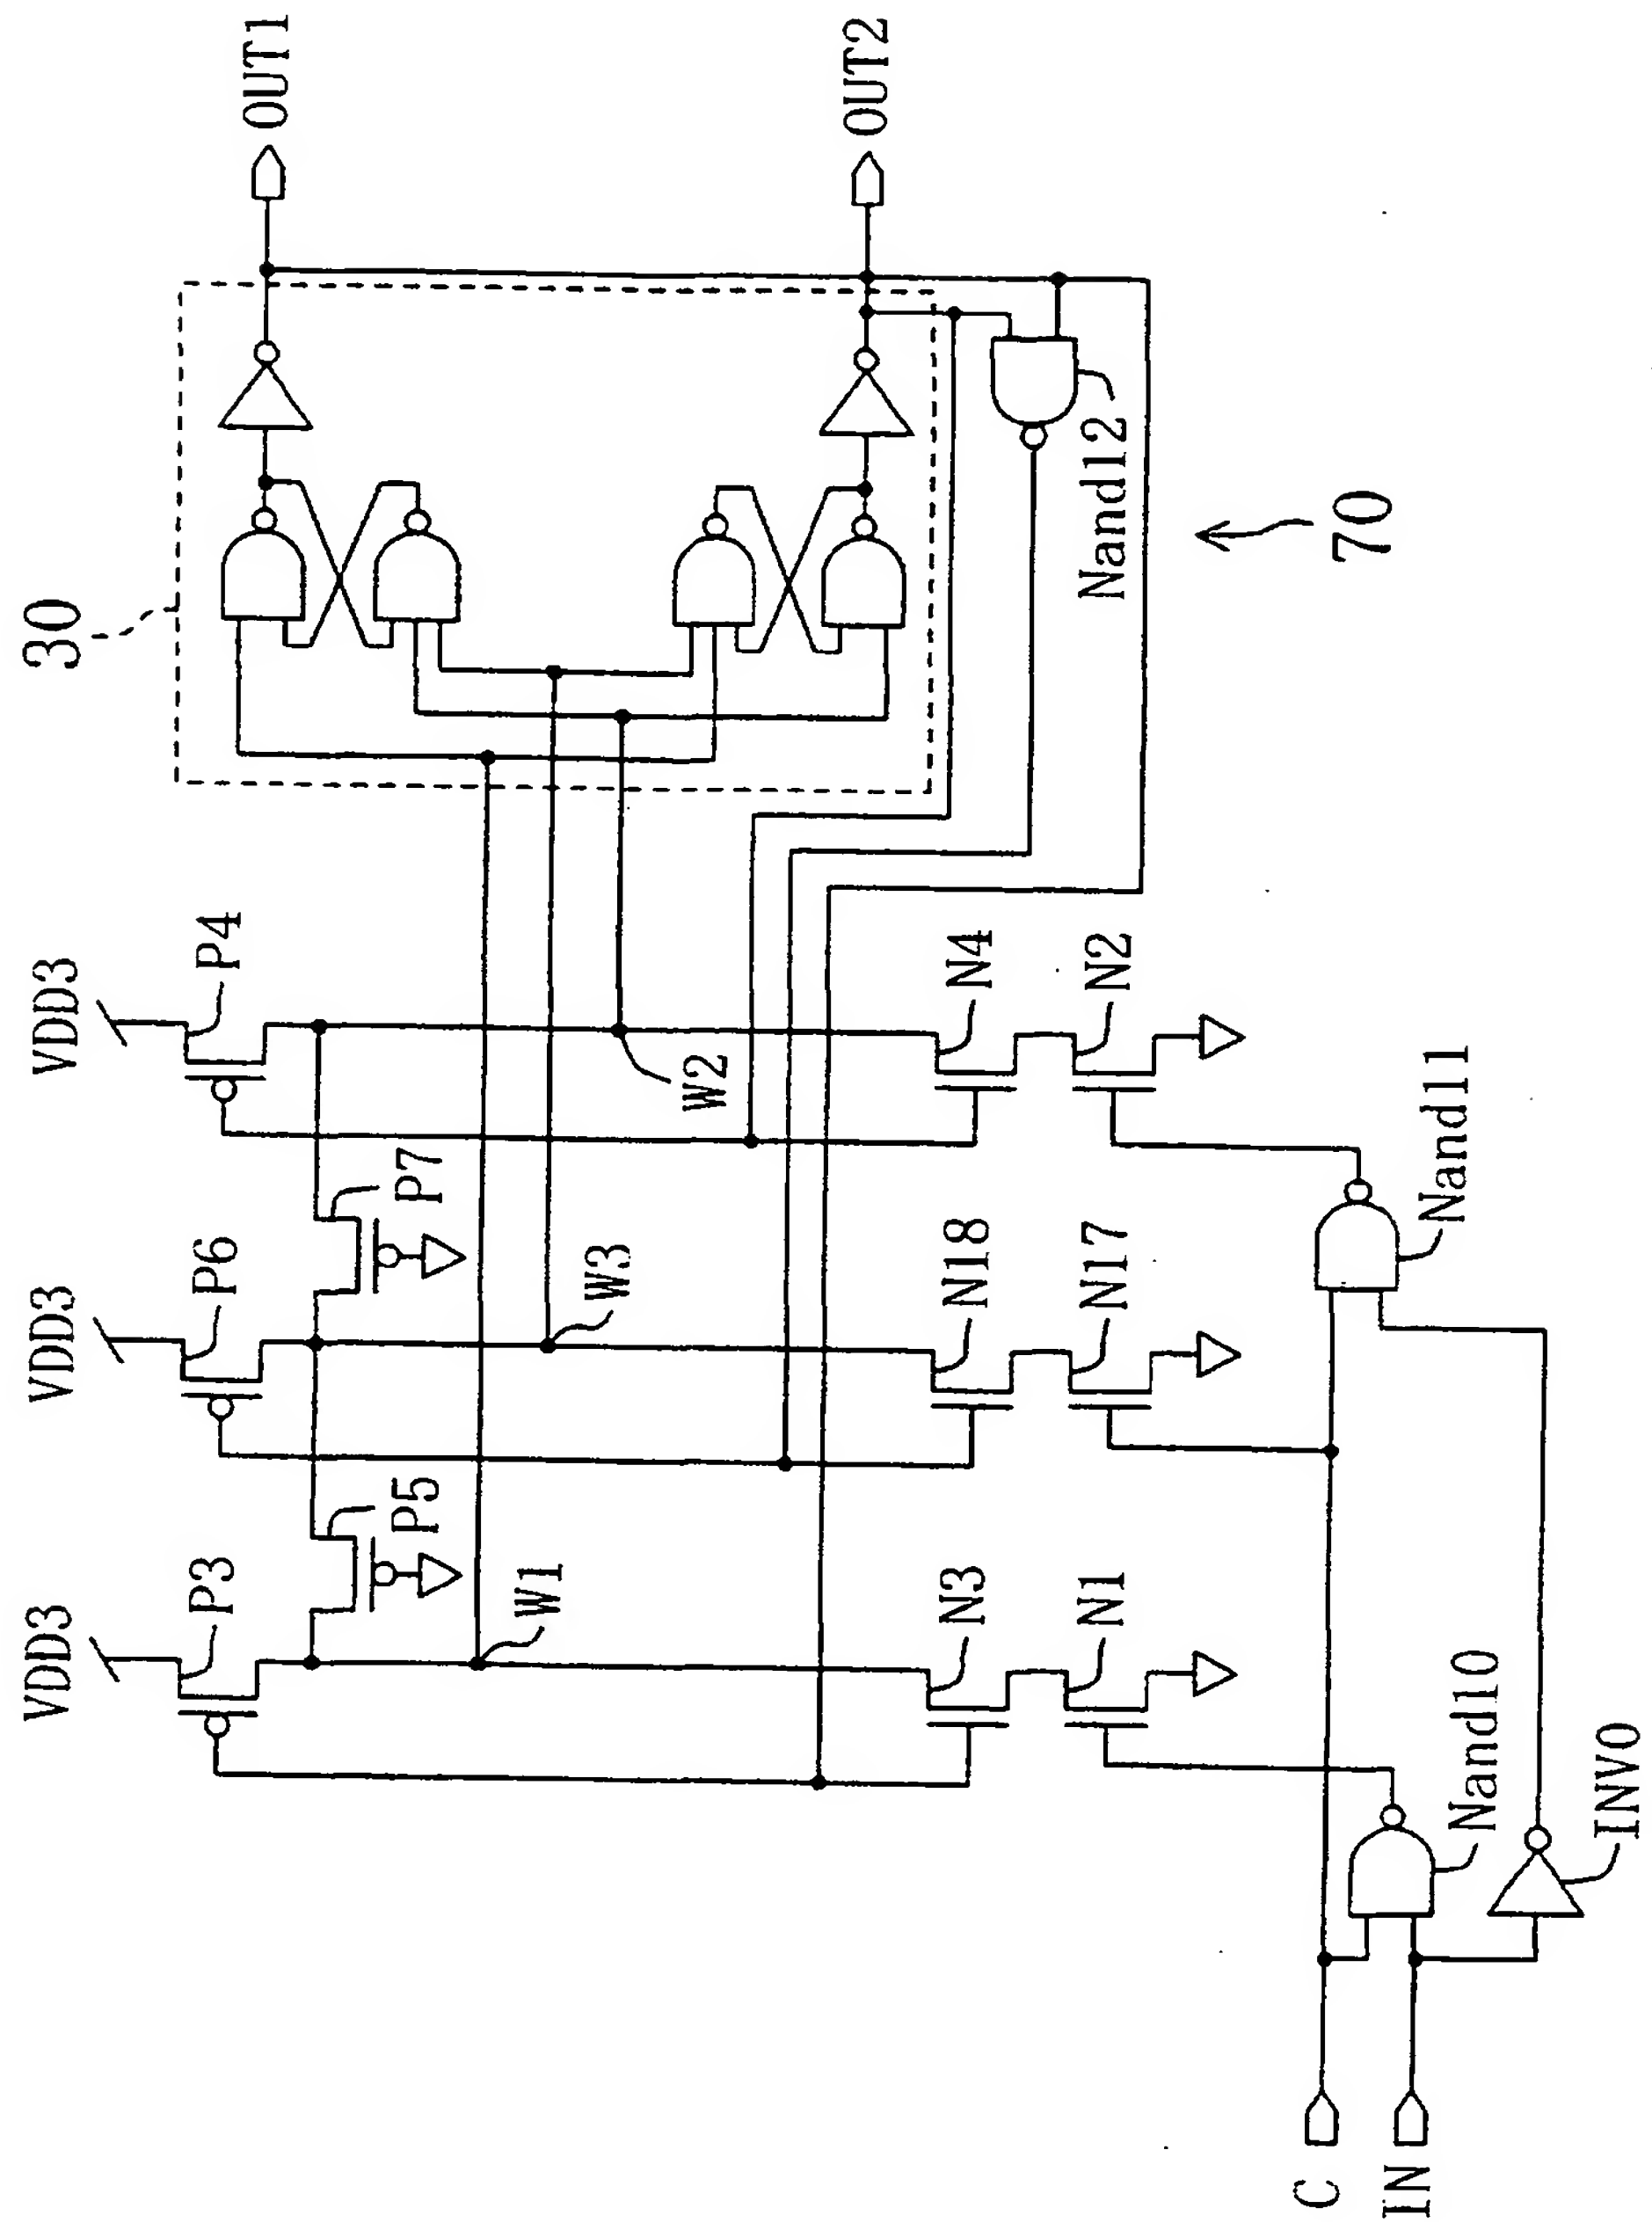 VDD3
VDD3
VDD3
P3
P6
P4
P5
P7
W1
W3
W2
N3
N18
N4
N1
N17
N2
30
OUT1
OUT2
Nand12
70
Nand10
Nand11
INV0
C
IN